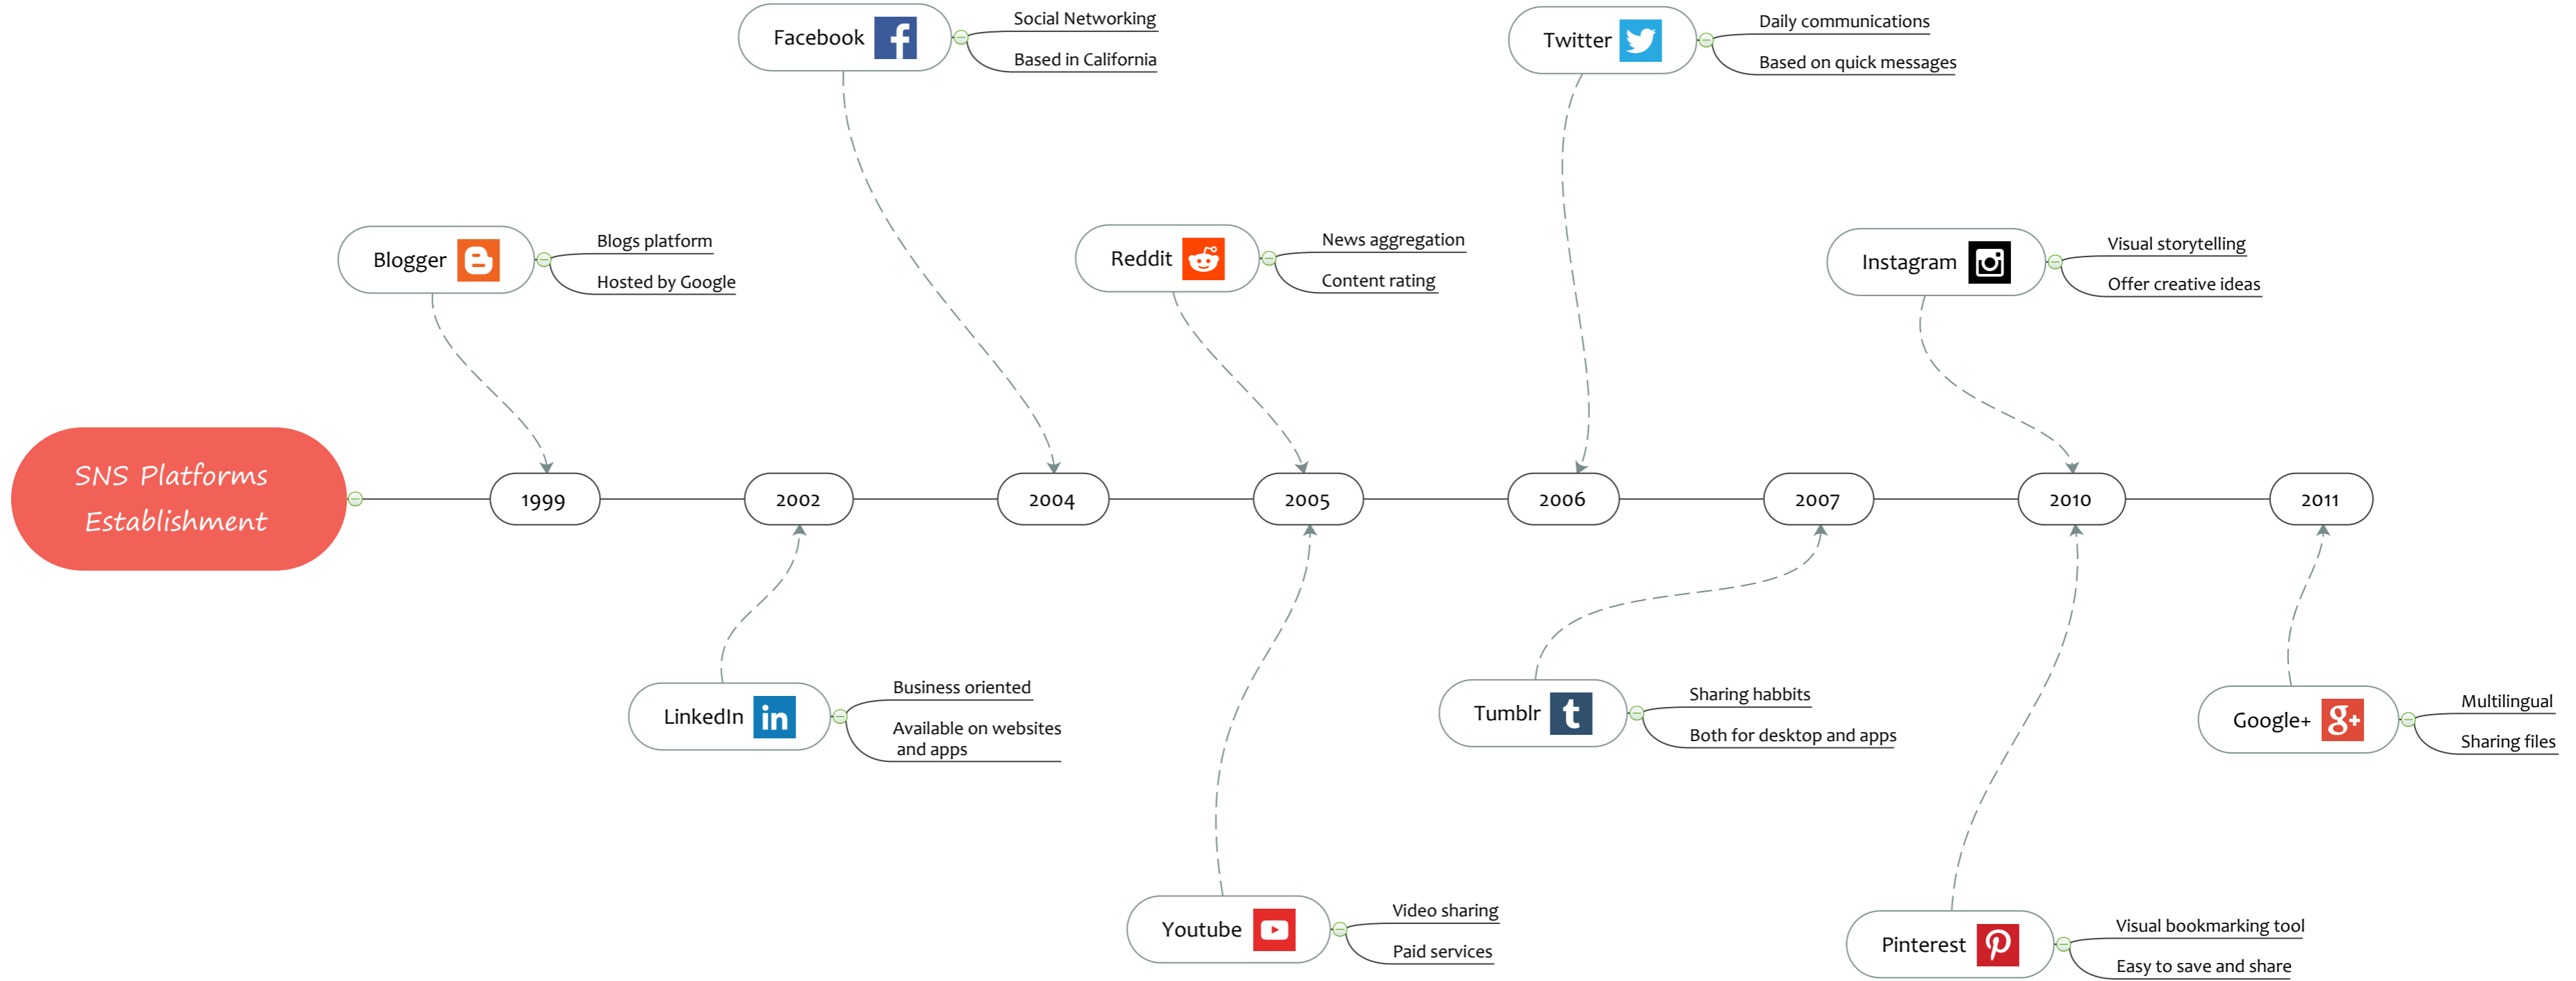 Facebook
Social Networking
Based in California
Twitter
Daily communications
Based on quick messages
Blogger
Blogs platform
Hosted by Google
Reddit
News aggregation
Content rating
Instagram
Visual storytelling
Offer creative ideas
SNS Platforms
Establishment
1999
2002
2004
2005
2006
2007
2010
2011
LinkedIn
in
Business oriented
Available on websites
and apps
Tumblr
t
Sharing habbits
Both for desktop and apps
Google+
g+
Multilingual
Sharing files
Youtube
Video sharing
Paid services
Pinterest
Visual bookmarking tool
Easy to save and share